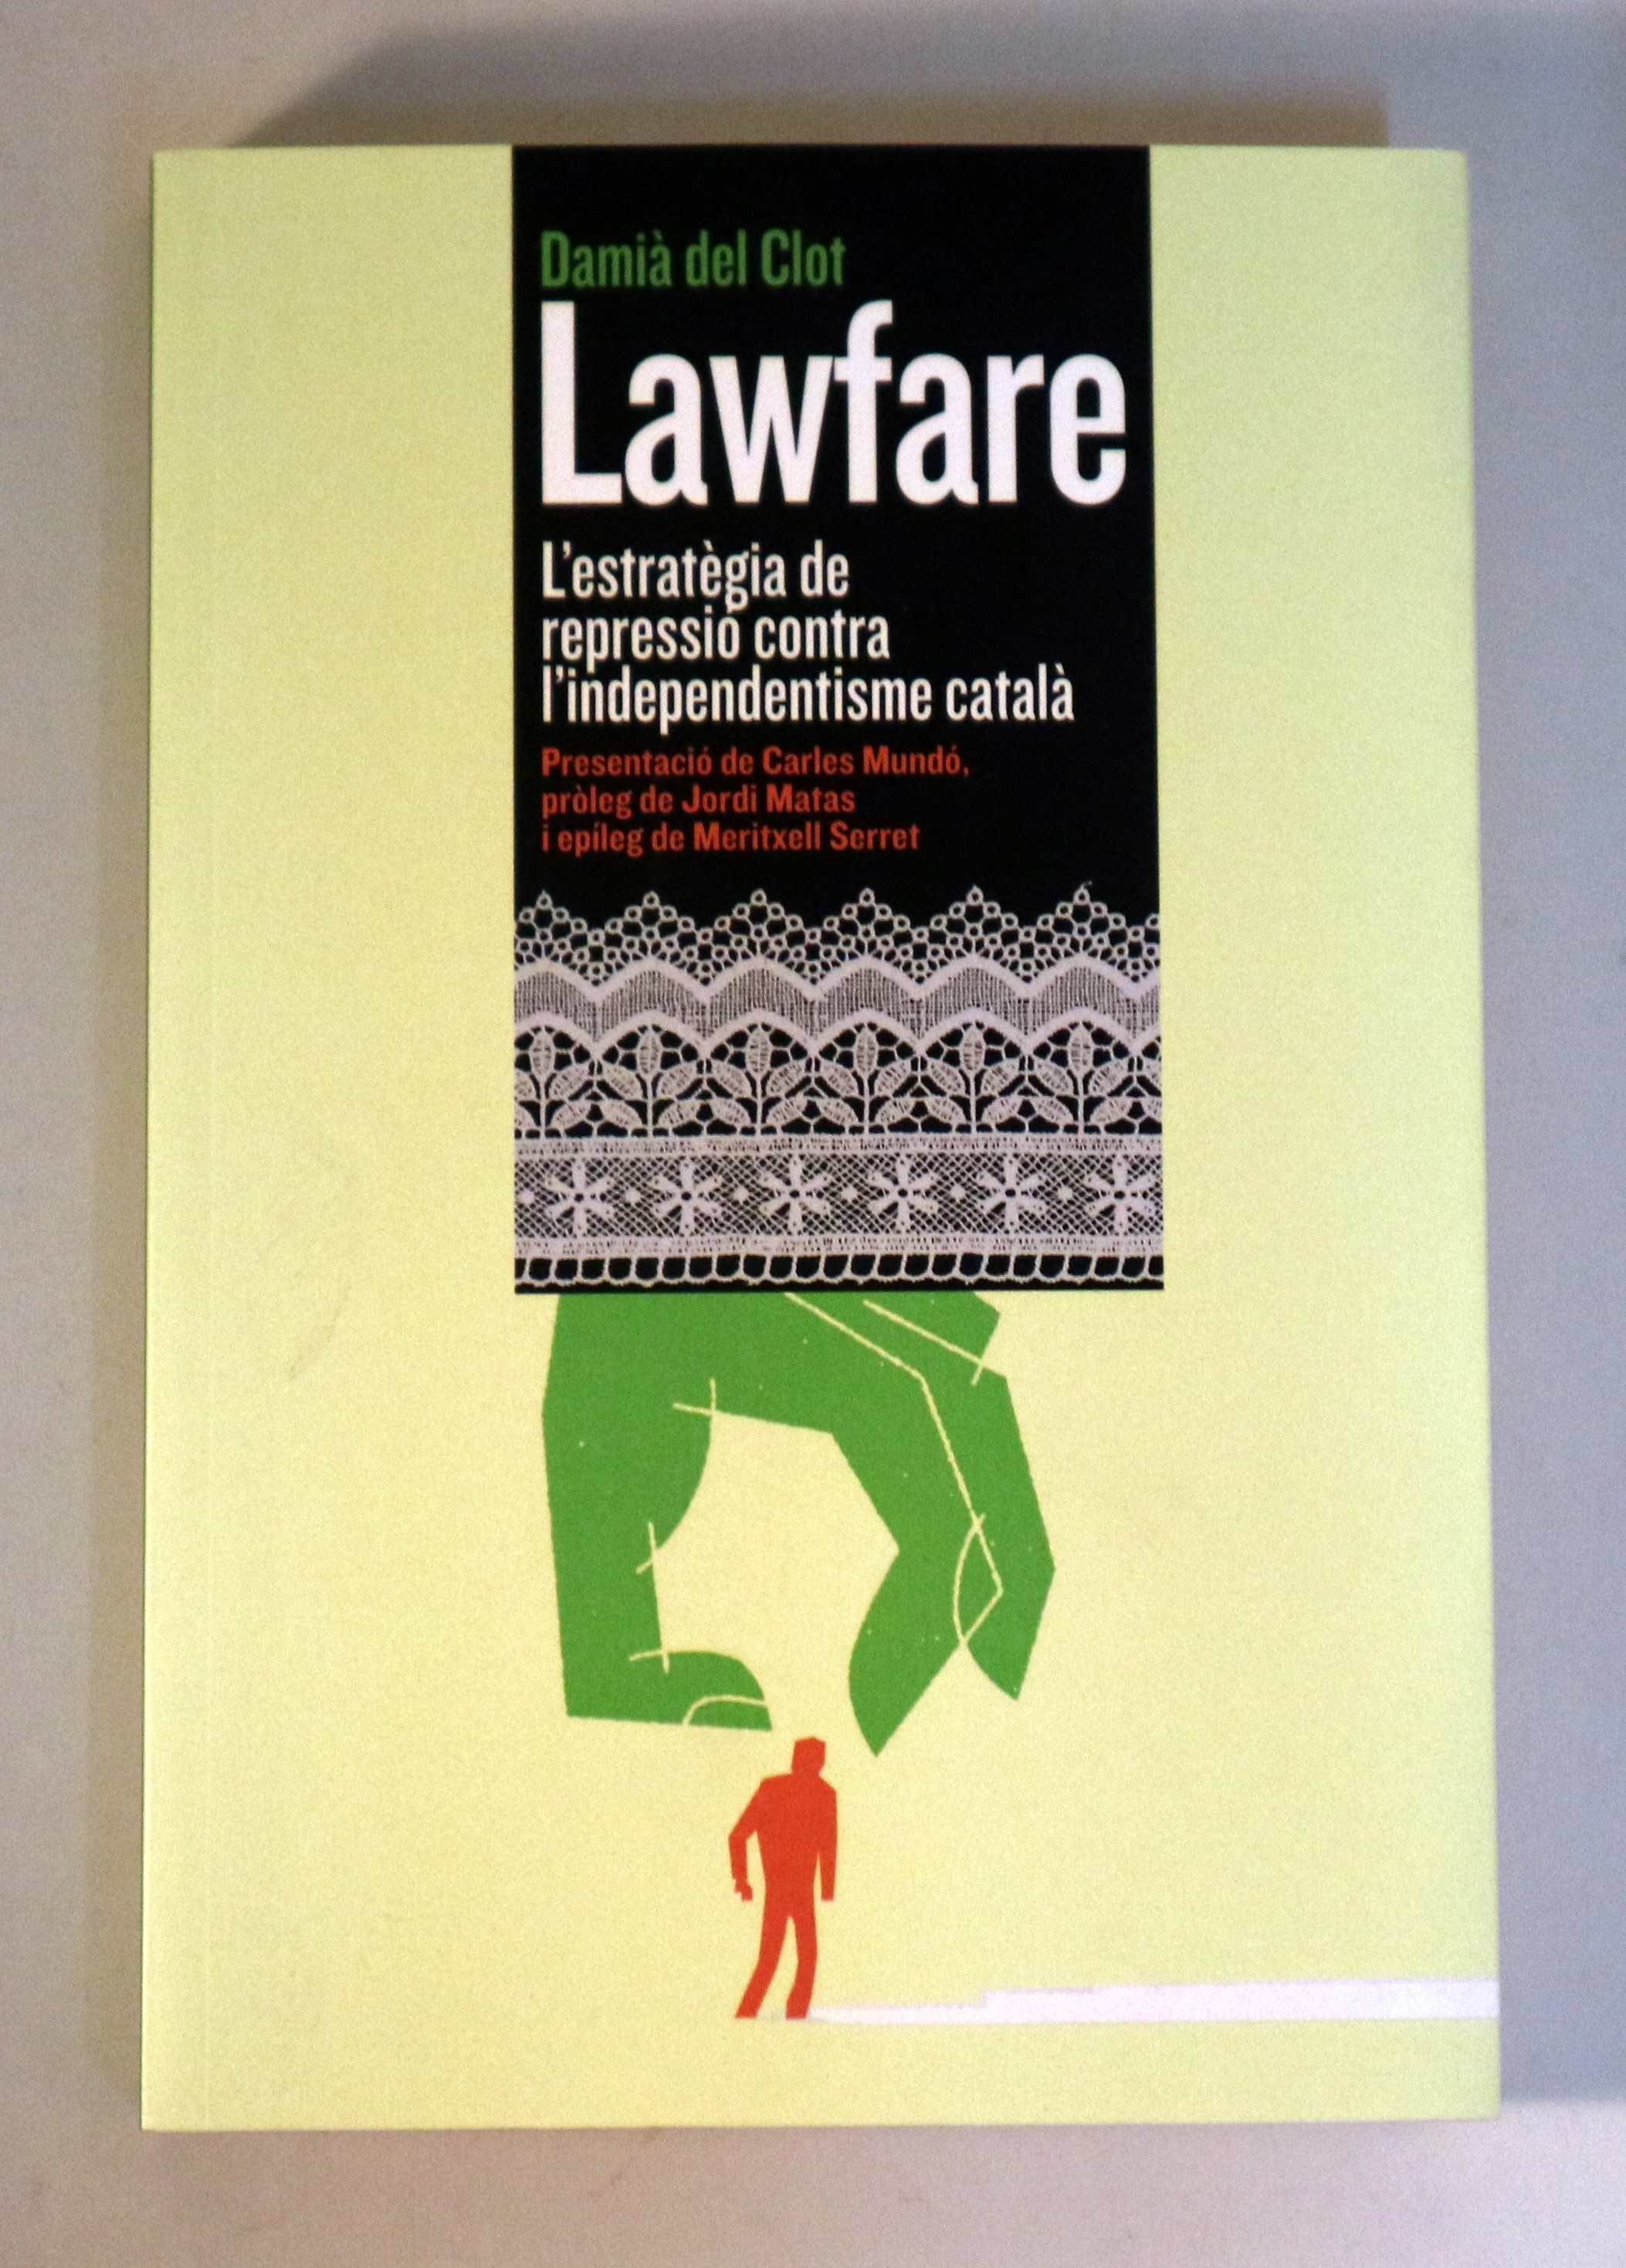 Damià del Clot
Lawfare
L'estratègia de
repressió contra
l'independentisme català
Presentació de Carles Mundó,
pròleg de Jordi Matas
i epíleg de Meritxell Serret